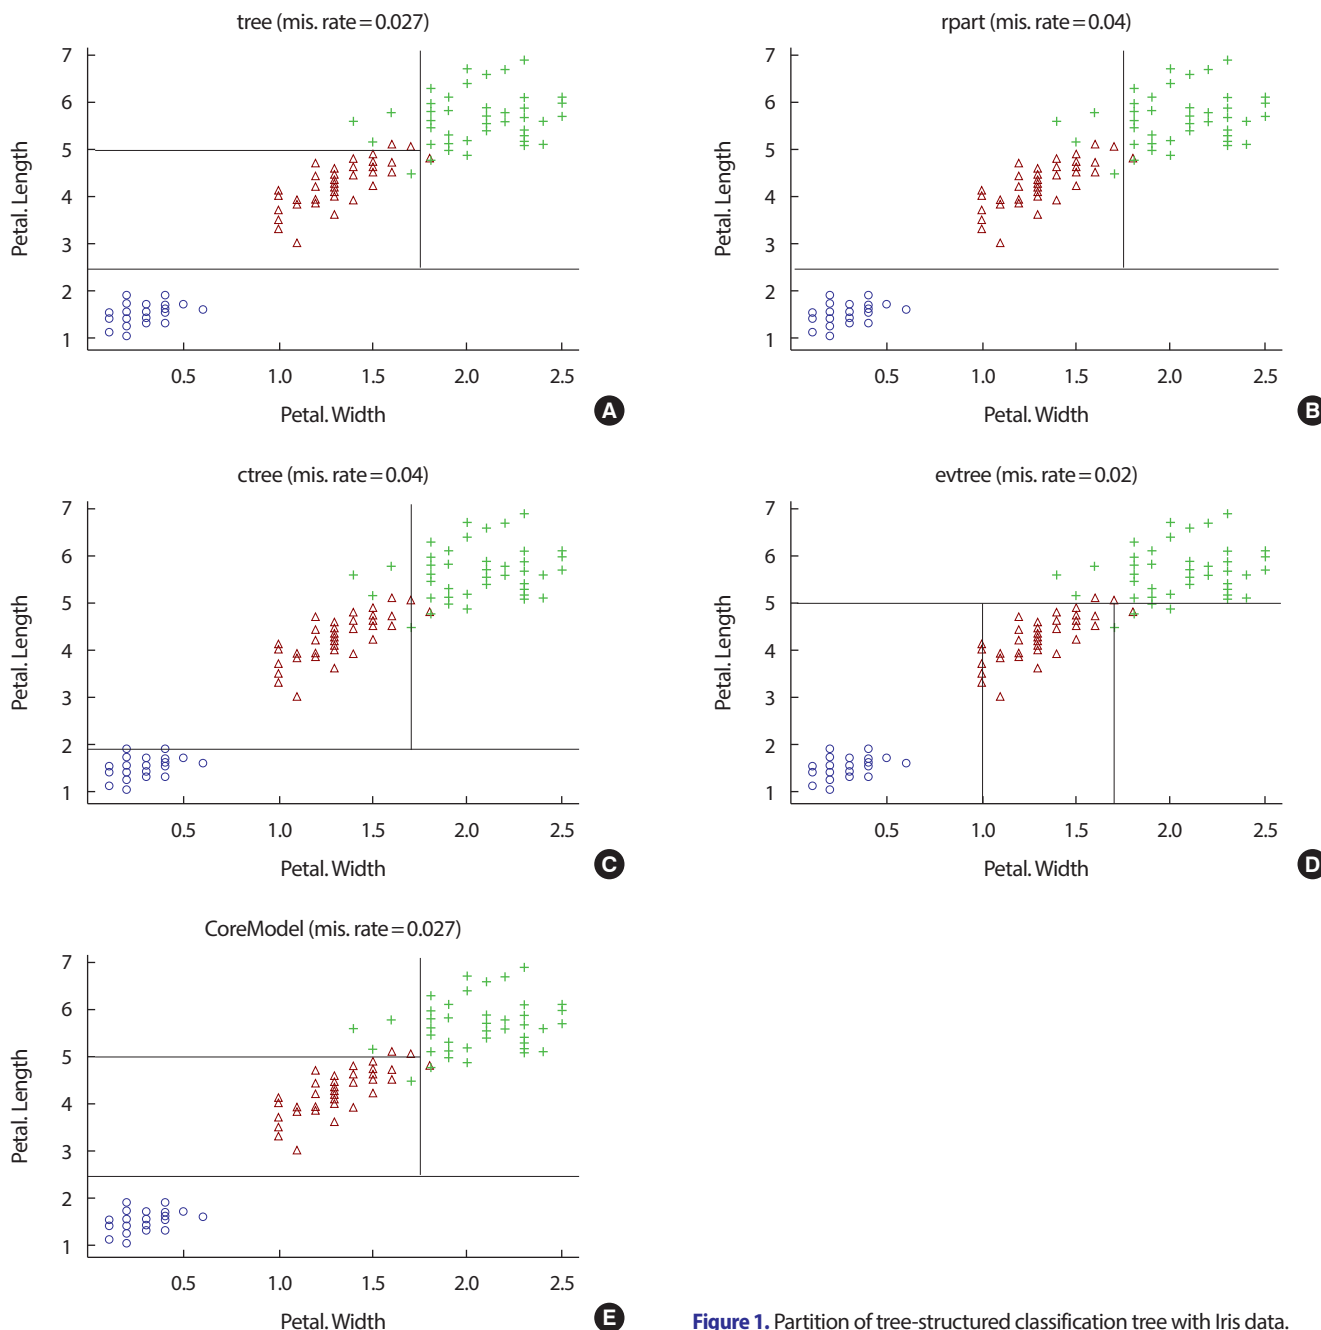 tree (mis. rate = 0.027)
7
6
5
4
3
2
1
Petal. Length
0.5 1.0 1.5 2.0 2.5
Petal. Width
A
rpart (mis. rate = 0.04)
7
6
5
4
3
2
1
Petal. Length
0.5 1.0 1.5 2.0 2.5
Petal. Width
B
ctree (mis. rate = 0.04)
7
6
5
4
3
2
1
Petal. Length
0.5 1.0 1.5 2.0 2.5
Petal. Width
C
evtree (mis. rate = 0.02)
7
6
5
4
3
2
1
Petal. Length
0.5 1.0 1.5 2.0 2.5
Petal. Width
D
CoreModel (mis. rate = 0.027)
7
6
5
4
3
2
1
Petal. Length
0.5 1.0 1.5 2.0 2.5
Petal. Width
E
Figure 1. Partition of tree-structured classification tree with Iris data.